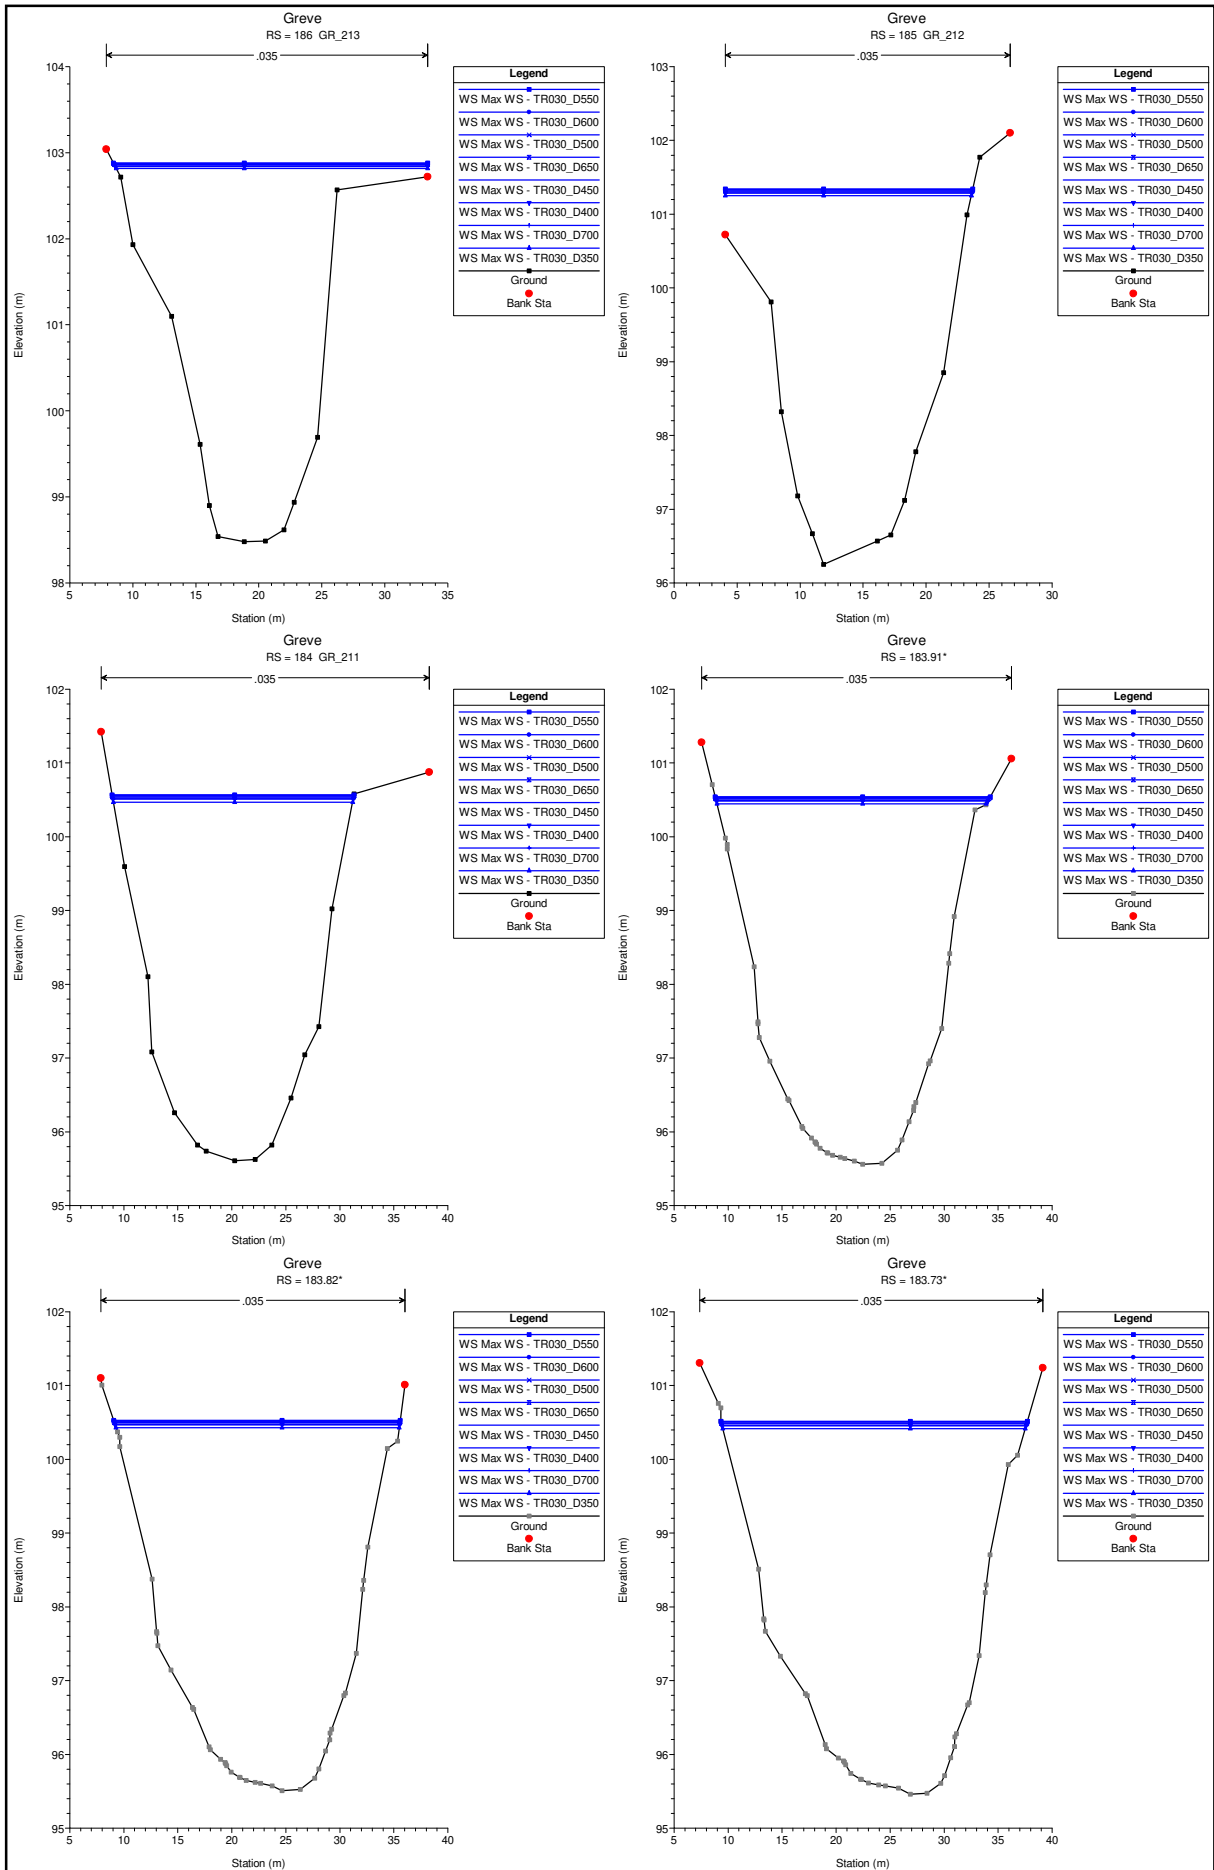 Greve
RS = 186 GR_213
.035
104
103
102
101
100
99
98
5 10 15 20 25 30 35
Elevation (m)
Station (m)
Legend
WS Max WS - TR030_D550
WS Max WS - TR030_D600
WS Max WS - TR030_D500
WS Max WS - TR030_D650
WS Max WS - TR030_D450
WS Max WS - TR030_D400
WS Max WS - TR030_D700
WS Max WS - TR030_D350
Ground
Bank Sta
Greve
RS = 185 GR_212
.035
103
102
101
100
99
98
97
96
0 5 10 15 20 25 30
Elevation (m)
Station (m)
Legend
WS Max WS - TR030_D550
WS Max WS - TR030_D600
WS Max WS - TR030_D500
WS Max WS - TR030_D650
WS Max WS - TR030_D450
WS Max WS - TR030_D400
WS Max WS - TR030_D700
WS Max WS - TR030_D350
Ground
Bank Sta
Greve
RS = 184 GR_211
.035
102
101
100
99
98
97
96
95
5 10 15 20 25 30 35 40
Elevation (m)
Station (m)
Legend
WS Max WS - TR030_D550
WS Max WS - TR030_D600
WS Max WS - TR030_D500
WS Max WS - TR030_D650
WS Max WS - TR030_D450
WS Max WS - TR030_D400
WS Max WS - TR030_D700
WS Max WS - TR030_D350
Ground
Bank Sta
Greve
RS = 183.91*
.035
102
101
100
99
98
97
96
95
5 10 15 20 25 30 35 40
Elevation (m)
Station (m)
Legend
WS Max WS - TR030_D550
WS Max WS - TR030_D600
WS Max WS - TR030_D500
WS Max WS - TR030_D650
WS Max WS - TR030_D450
WS Max WS - TR030_D400
WS Max WS - TR030_D700
WS Max WS - TR030_D350
Ground
Bank Sta
Greve
RS = 183.82*
.035
102
101
100
99
98
97
96
95
5 10 15 20 25 30 35 40
Elevation (m)
Station (m)
Legend
WS Max WS - TR030_D550
WS Max WS - TR030_D600
WS Max WS - TR030_D500
WS Max WS - TR030_D650
WS Max WS - TR030_D450
WS Max WS - TR030_D400
WS Max WS - TR030_D700
WS Max WS - TR030_D350
Ground
Bank Sta
Greve
RS = 183.73*
.035
102
101
100
99
98
97
96
95
5 10 15 20 25 30 35 40
Elevation (m)
Station (m)
Legend
WS Max WS - TR030_D550
WS Max WS - TR030_D600
WS Max WS - TR030_D500
WS Max WS - TR030_D650
WS Max WS - TR030_D450
WS Max WS - TR030_D400
WS Max WS - TR030_D700
WS Max WS - TR030_D350
Ground
Bank Sta